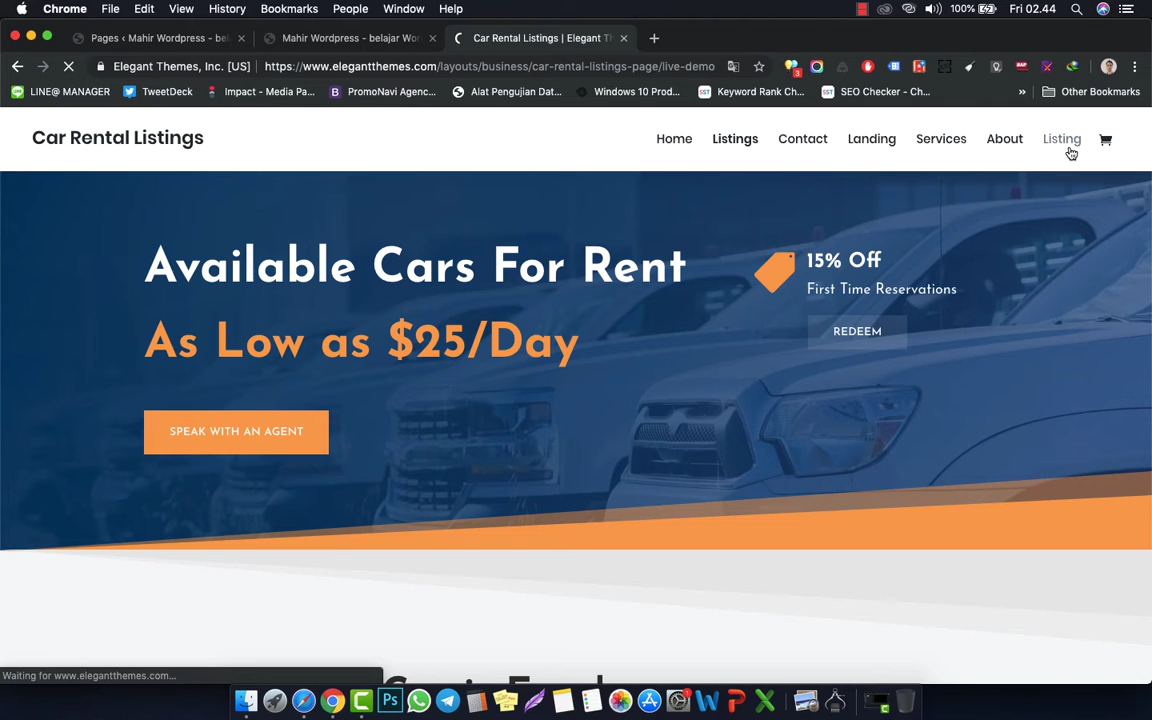 Chrome File Edit View History Bookmarks People Window Help 100% Fri 02.44
Pages ‹ Mahir Wordpress - bel
Mahir Wordpress - belajar Wor
Car Rental Listings | Elegant Th
Elegant Themes, Inc. [US] https://www.elegantthemes.com/layouts/business/car-rental-listings-page/live-demo
3
LINE@ MANAGER TweetDeck Impact - Media Pa... PromoNavi Agenc... Alat Pengujian Dat... Windows 10 Prod... Keyword Rank Ch... SEO Checker - Ch... » Other Bookmarks
Car Rental Listings
Home Listings Contact Landing Services About Listing
Available Cars For Rent
As Low as $25/Day
15% Off
First Time Reservations
REDEEM
SPEAK WITH AN AGENT
Waiting for www.elegantthemes.com...